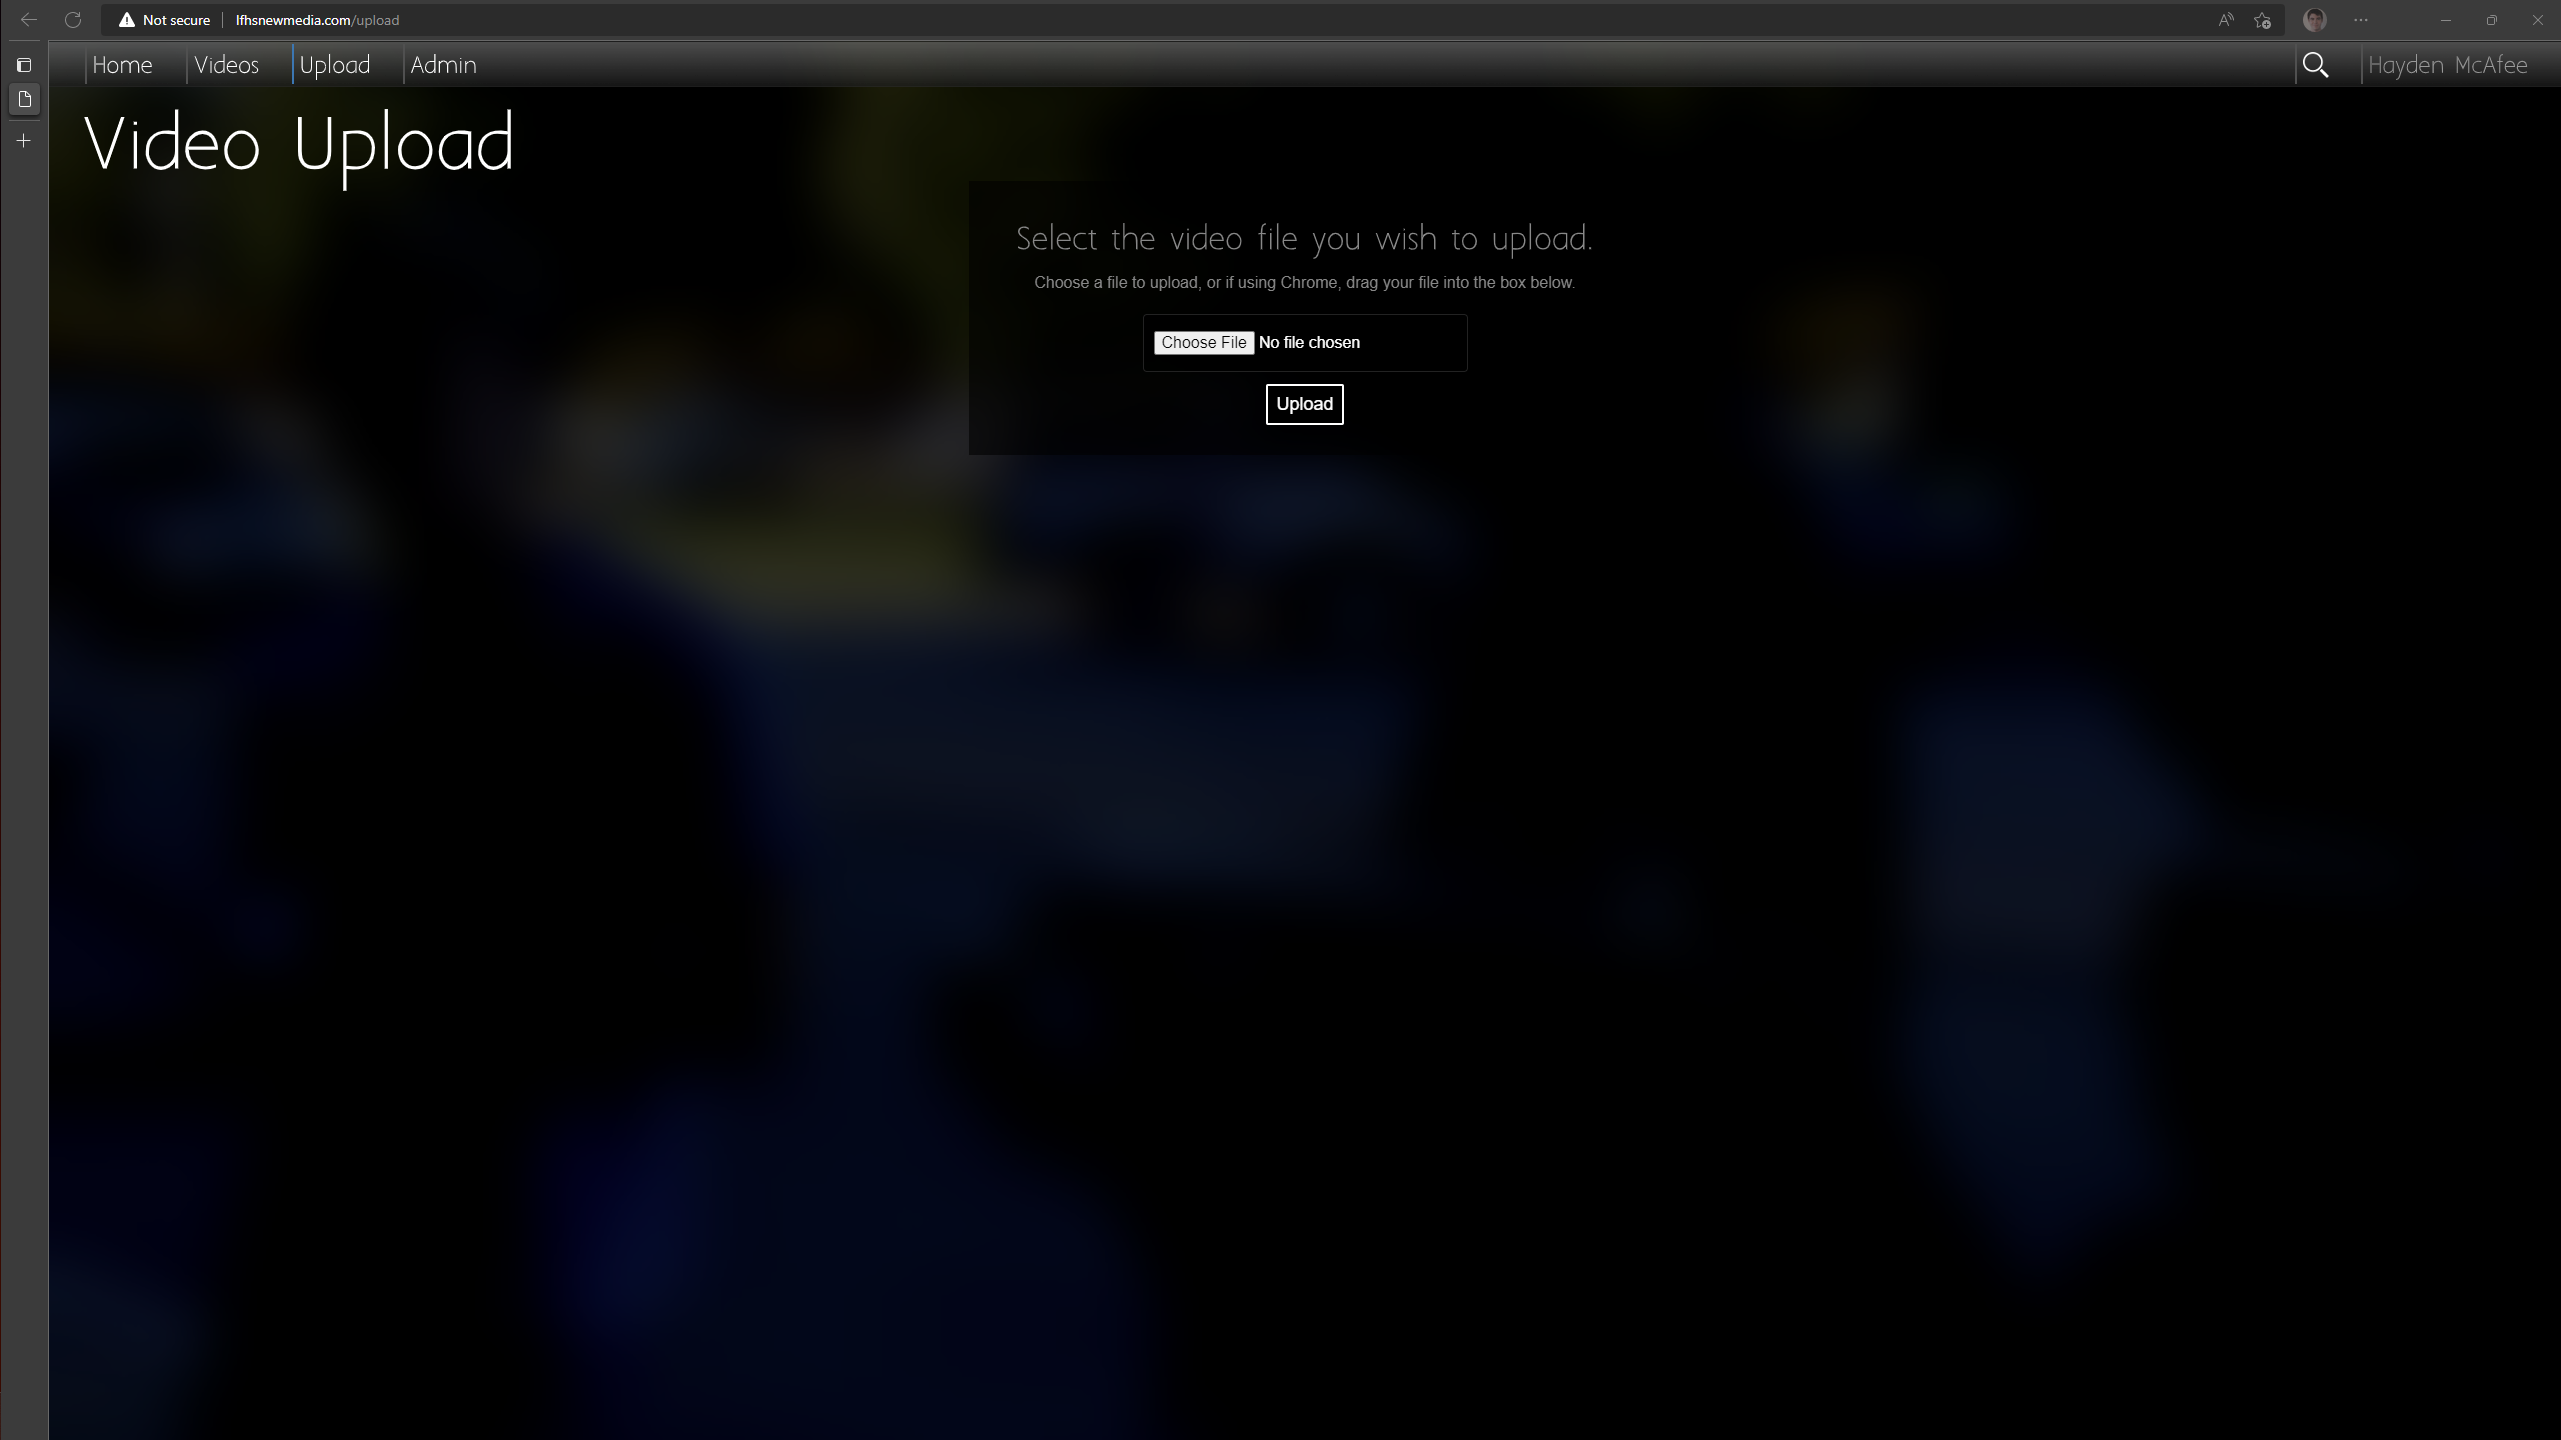 Not secure lfhsnewmedia.com/upload
Home Videos Upload Admin Hayden McAfee
Video Upload
Select the video file you wish to upload.
Choose a file to upload, or if using Chrome, drag your file into the box below.
Choose File No file chosen
Upload